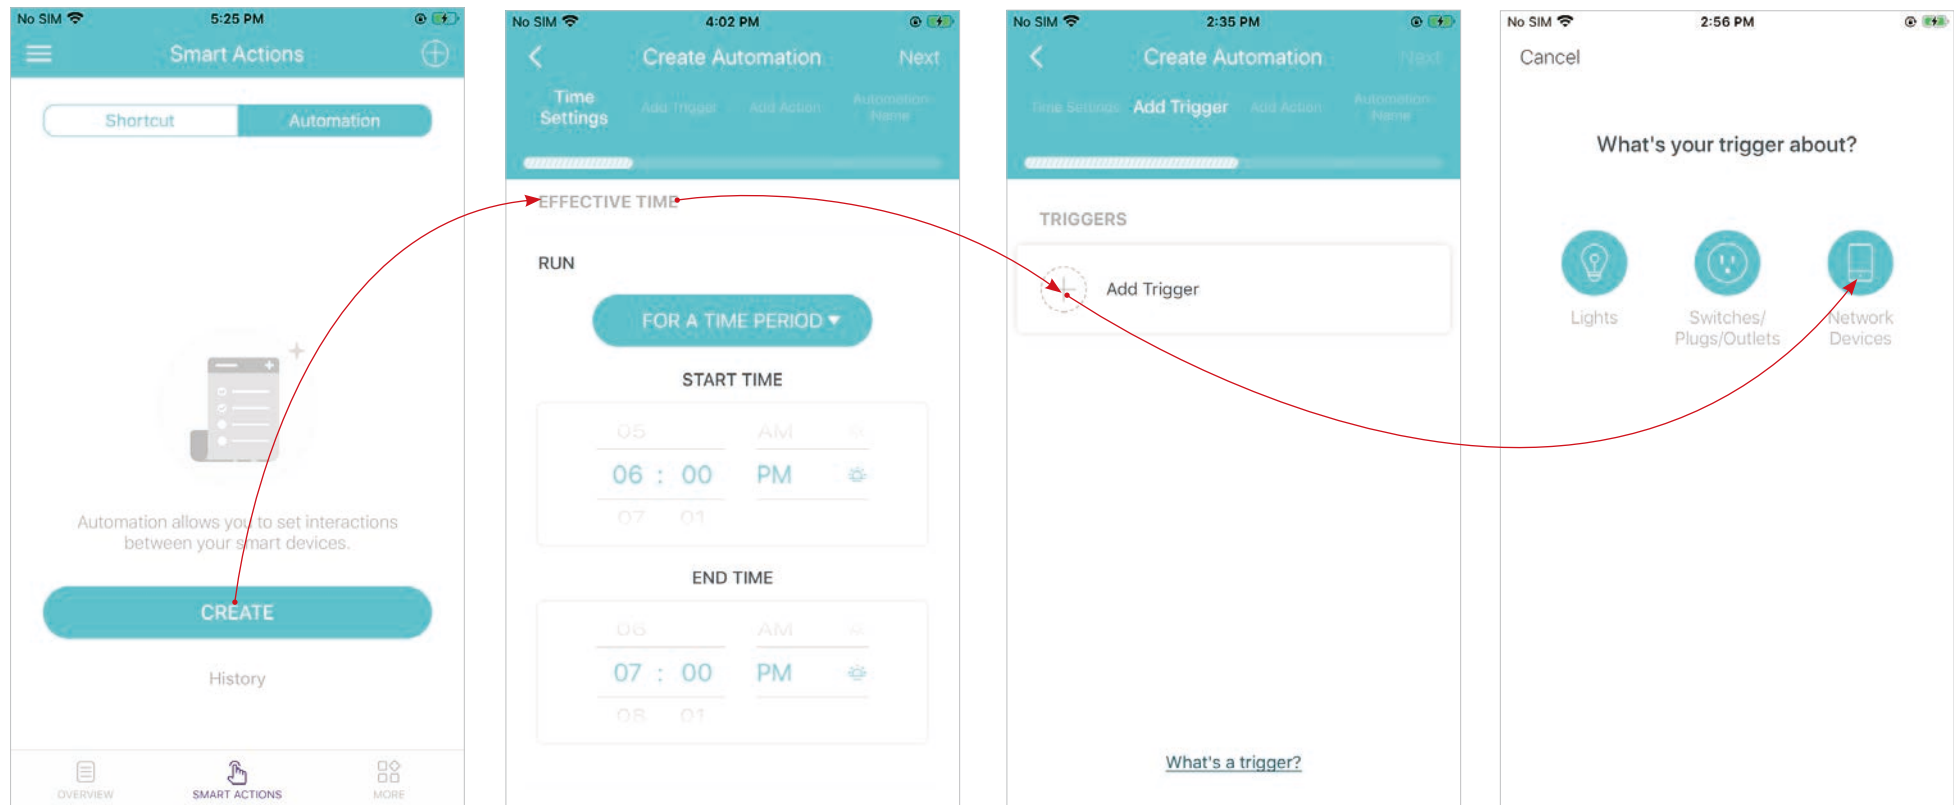 No SIM 5:25 PM
Smart Actions
Shortcut Automation
Automation allows you to set interactions
between your smart devices.
CREATE
History
OVERVIEW SMART ACTIONS MORE
No SIM 4:02 PM
Create Automation Next
Time
Settings Add Trigger Add Action Automation
Name
EFFECTIVE TIME
RUN
FOR A TIME PERIOD
START TIME
05 AM
06 : 00 PM
07 01
END TIME
06 AM
07 : 00 PM
08 01
No SIM 2:35 PM
Create Automation Next
Time Settings Add Trigger Add Action Automation
Name
TRIGGERS
Add Trigger
What's a trigger?
No SIM 2:56 PM
Cancel
What's your trigger about?
Lights Switches/ Network
Plugs/Outlets Devices